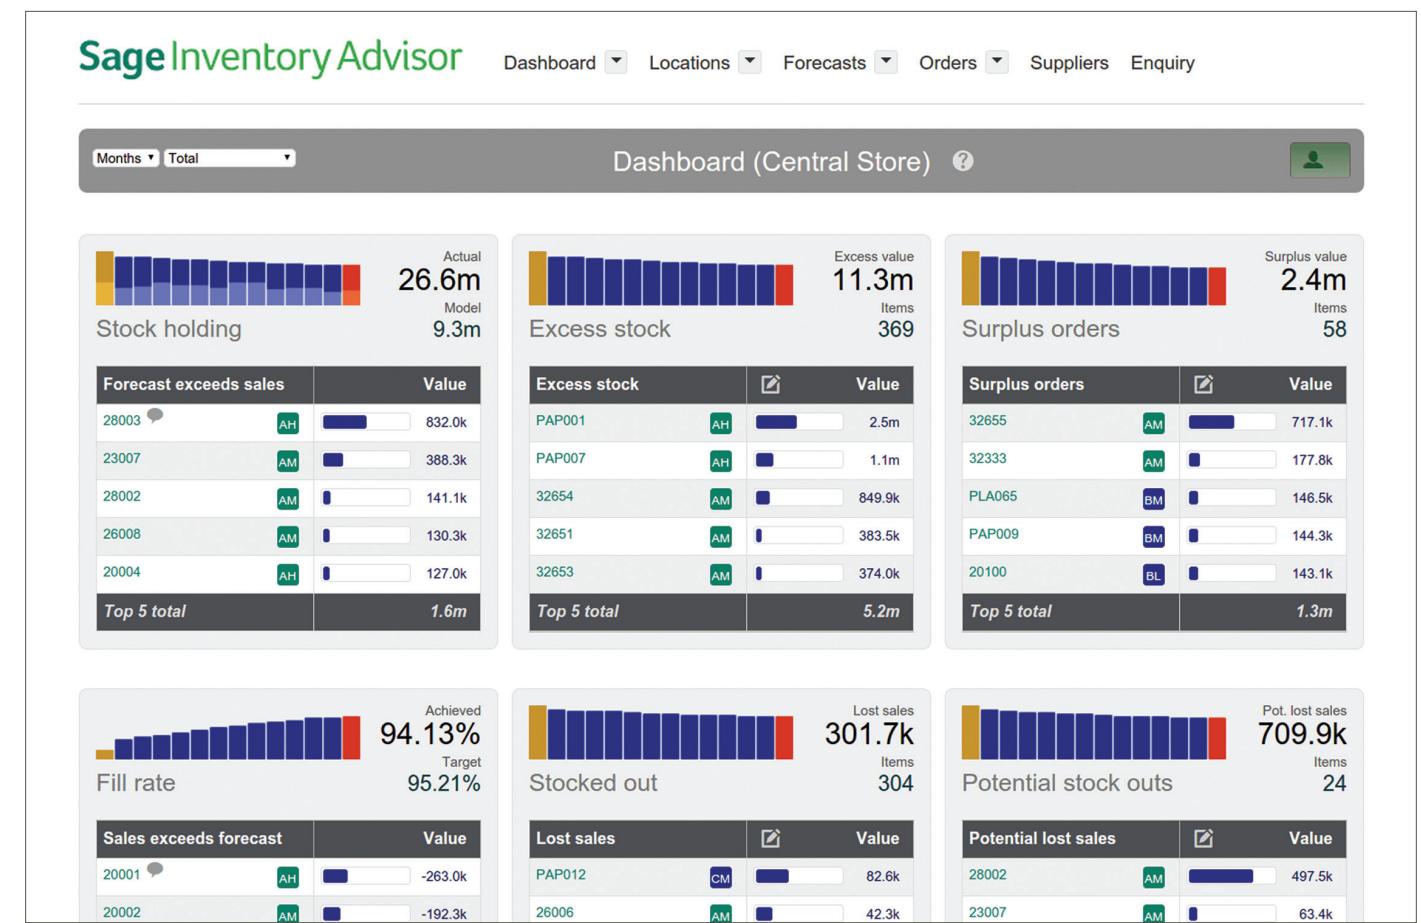 Sage Inventory Advisor
Dashboard Locations Forecasts Orders Suppliers Enquiry
Months Total
Dashboard (Central Store) ?
Actual
26.6m
Model
Stock holding 9.3m
Forecast exceeds sales Value
28003 AH 832.0k
23007 AM 388.3k
28002 AM 141.1k
26008 AM 130.3k
20004 AH 127.0k
Top 5 total 1.6m
Excess value
11.3m
Items
Excess stock 369
Excess stock Value
PAP001 AH 2.5m
PAP007 AH 1.1m
32654 AM 849.9k
32651 AM 383.5k
32653 AM 374.0k
Top 5 total 5.2m
Surplus value
2.4m
Items
Surplus orders 58
Surplus orders Value
32655 AM 717.1k
32333 AM 177.8k
PLA065 BM 146.5k
PAP009 BM 144.3k
20100 BL 143.1k
Top 5 total 1.3m
Achieved
94.13%
Target
Fill rate 95.21%
Sales exceeds forecast Value
20001 AH -263.0k
20002 AM -192.3k
Lost sales
301.7k
Items
Stocked out 304
Lost sales Value
PAP012 CM 82.6k
26006 AM 42.3k
Pot. lost sales
709.9k
Items
Potential stock outs 24
Potential lost sales Value
28002 AM 497.5k
23007 AM 63.4k